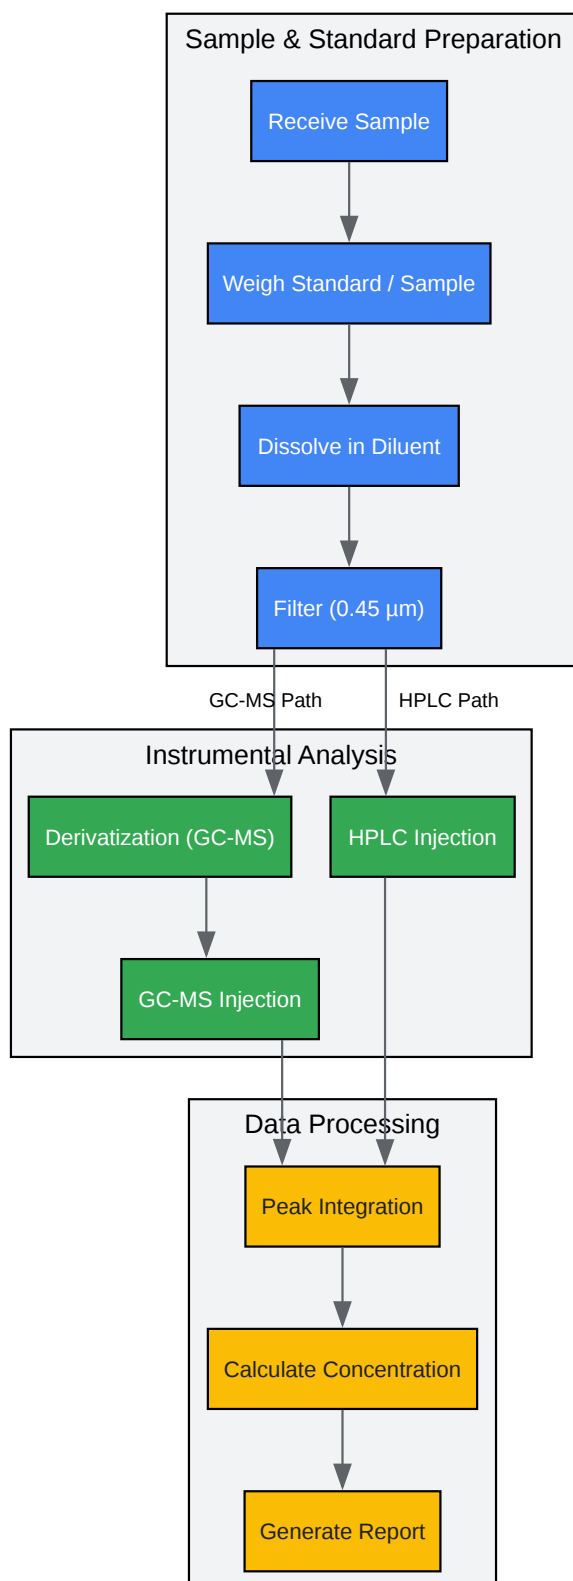 Sample & Standard Preparation
Receive Sample
Weigh Standard / Sample
Dissolve in Diluent
Filter (0.45 µm)
GC-MS Path
HPLC Path
Instrumental Analysis
Derivatization (GC-MS)
HPLC Injection
GC-MS Injection
Data Processing
Peak Integration
Calculate Concentration
Generate Report